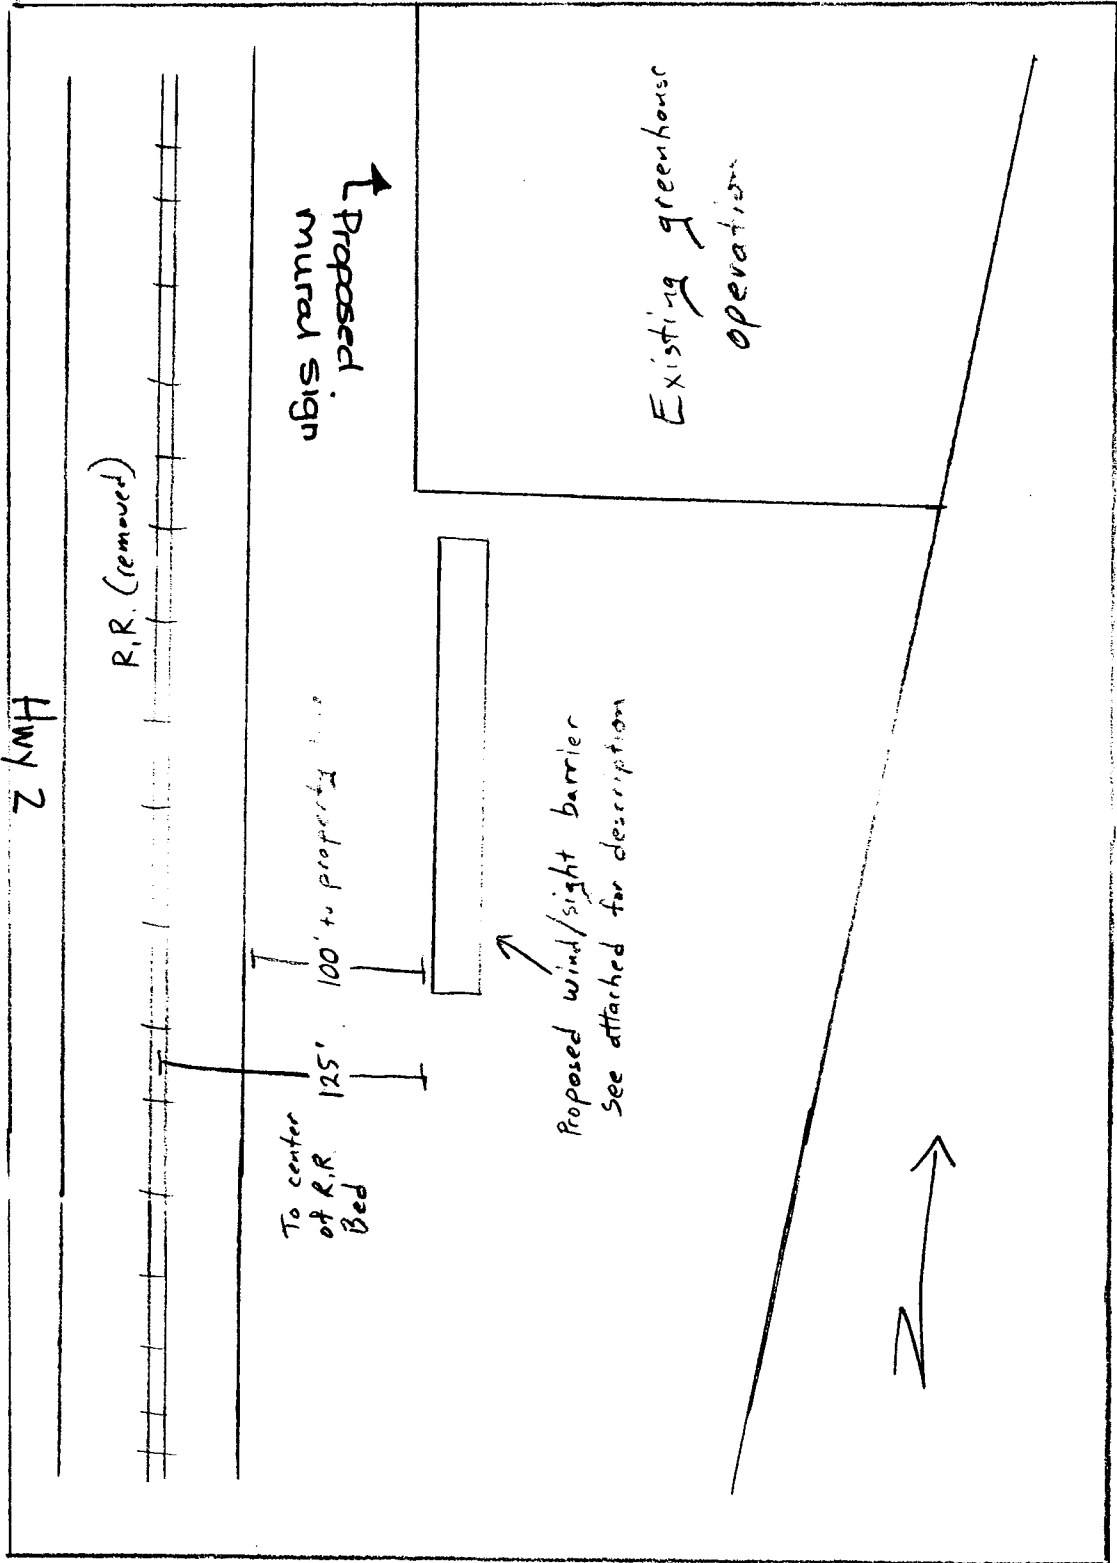 Existing greenhouse
operation
Proposed
mural sign
R.R. (removed)
Hwy 2
100' to property
125'
To center
of R.R.
Bed
Proposed wind/sight barrier
See attached for description
N